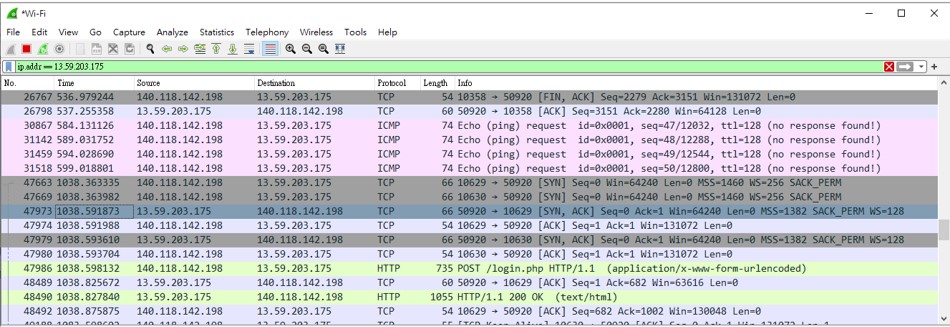 *Wi-Fi
File Edit View Go Capture Analyze Statistics Telephony Wireless Tools Help
ip.addr == 13.59.203.175
No. Time Source Destination Protocol Length Info
26767 536.979244 140.118.142.198 13.59.203.175 TCP 54 10358 → 50920 [FIN, ACK] Seq=2279 Ack=3151 Win=131072 Len=0
26798 537.255358 13.59.203.175 140.118.142.198 TCP 60 50920 → 10358 [ACK] Seq=3151 Ack=2280 Win=64128 Len=0
30867 584.131126 140.118.142.198 13.59.203.175 ICMP 74 Echo (ping) request id=0x0001, seq=47/12032, ttl=128 (no response found!)
31142 589.031752 140.118.142.198 13.59.203.175 ICMP 74 Echo (ping) request id=0x0001, seq=48/12288, ttl=128 (no response found!)
31459 594.028690 140.118.142.198 13.59.203.175 ICMP 74 Echo (ping) request id=0x0001, seq=49/12544, ttl=128 (no response found!)
31518 599.018801 140.118.142.198 13.59.203.175 ICMP 74 Echo (ping) request id=0x0001, seq=50/12800, ttl=128 (no response found!)
47663 1038.363335 140.118.142.198 13.59.203.175 TCP 66 10629 → 50920 [SYN] Seq=0 Win=64240 Len=0 MSS=1460 WS=256 SACK_PERM
47669 1038.363982 140.118.142.198 13.59.203.175 TCP 66 10630 → 50920 [SYN] Seq=0 Win=64240 Len=0 MSS=1460 WS=256 SACK_PERM
47973 1038.591873 13.59.203.175 140.118.142.198 TCP 66 50920 → 10629 [SYN, ACK] Seq=0 Ack=1 Win=64240 Len=0 MSS=1382 SACK_PERM WS=128
47974 1038.591988 140.118.142.198 13.59.203.175 TCP 54 10629 → 50920 [ACK] Seq=1 Ack=1 Win=131072 Len=0
47979 1038.593610 13.59.203.175 140.118.142.198 TCP 66 50920 → 10630 [SYN, ACK] Seq=0 Ack=1 Win=64240 Len=0 MSS=1382 SACK_PERM WS=128
47980 1038.593704 140.118.142.198 13.59.203.175 TCP 54 10630 → 50920 [ACK] Seq=1 Ack=1 Win=131072 Len=0
47986 1038.598132 140.118.142.198 13.59.203.175 HTTP 735 POST /login.php HTTP/1.1 (application/x-www-form-urlencoded)
48489 1038.825672 13.59.203.175 140.118.142.198 TCP 60 50920 → 10629 [ACK] Seq=1 Ack=682 Win=63616 Len=0
48490 1038.827840 13.59.203.175 140.118.142.198 HTTP 1055 HTTP/1.1 200 OK (text/html)
48492 1038.875875 140.118.142.198 13.59.203.175 TCP 54 10629 → 50920 [ACK] Seq=682 Ack=1002 Win=130048 Len=0